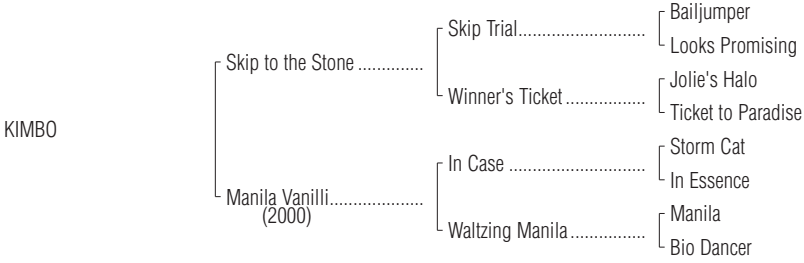 Bailjumper
Skip Trial..........................
Looks Promising
Skip to the Stone ..............
Jolie's Halo
Winner's Ticket .................
Ticket to Paradise
KIMBO
Storm Cat
In Case .............................
In Essence
Manila Vanilli....................
(2000)
Manila
Waltzing Manila................
Bio Dancer